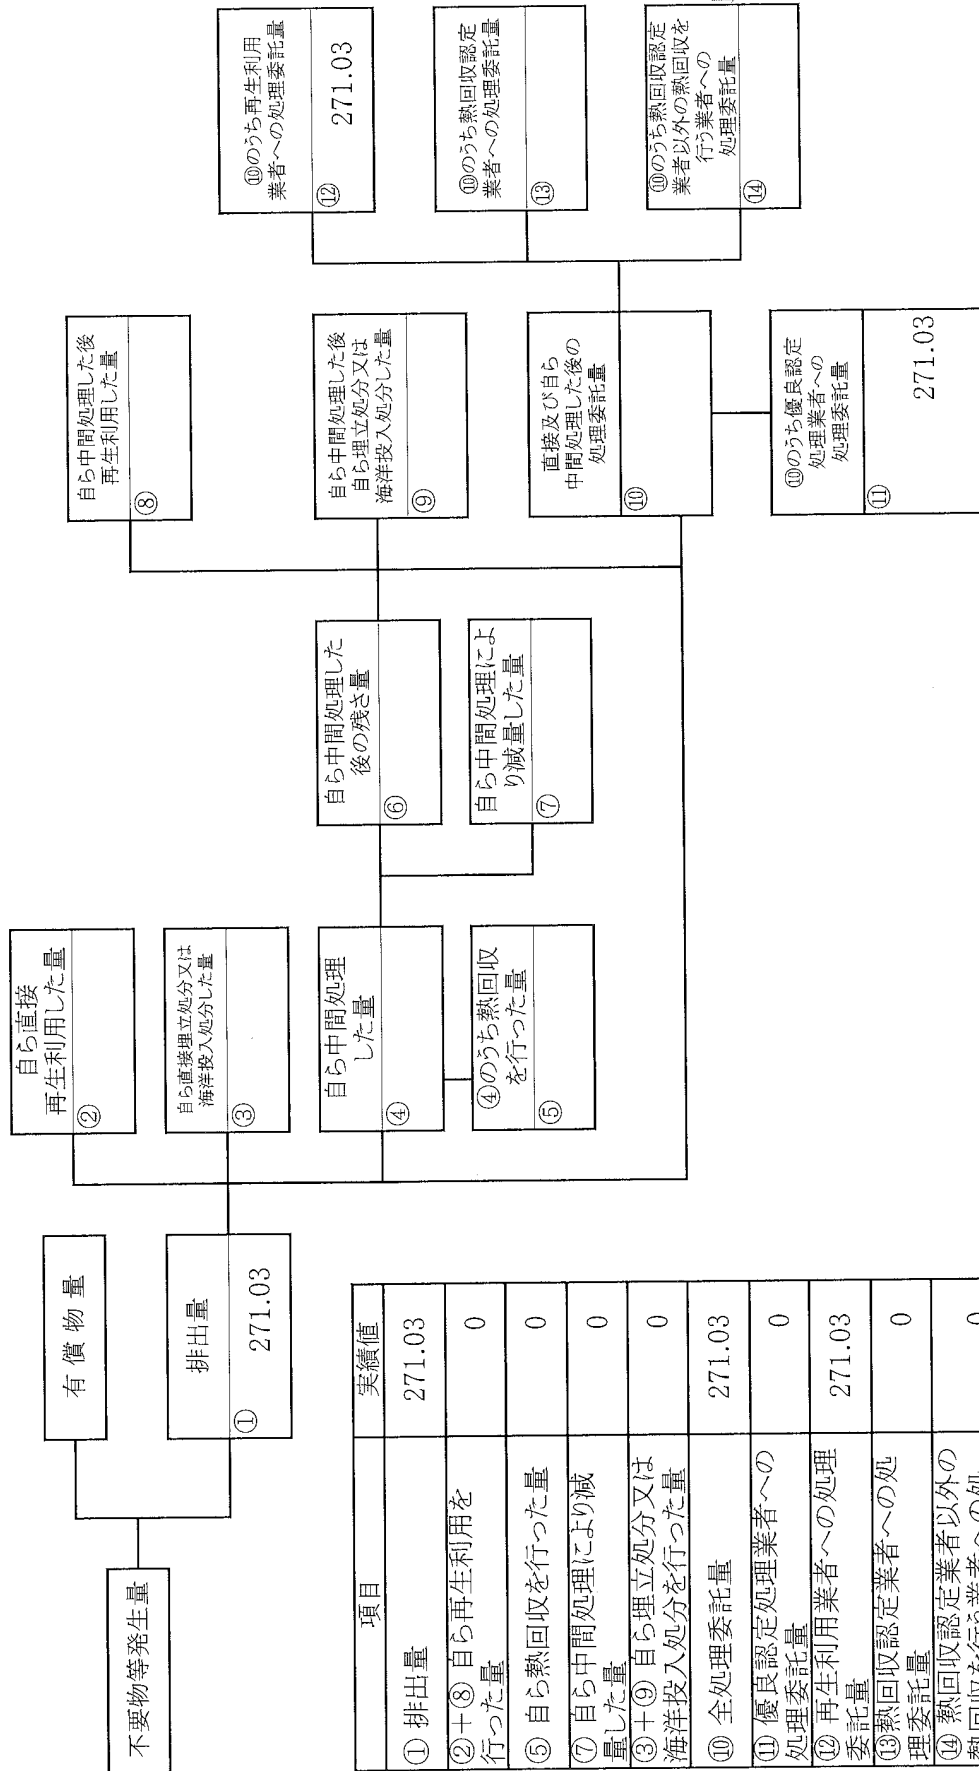 不要物等発生量
有償物量
排出量
①
271.03
自ら直接
再生利用した量
②
自ら直接埋立処分又は
海洋投入処分した量
③
自ら中間処理
した量
④
④のうち熱回収
を行った量
⑤
自ら中間処理した
後の残さ量
⑥
自ら中間処理によ
り減量した量
⑦
自ら中間処理した後
再生利用した量
⑧
自ら中間処理した後
自ら埋立処分又は
海洋投入処分した量
⑨
直接及び自ら
中間処理した後の
処理委託量
⑩
⑩のうち優良認定
処理業者への
処理委託量
⑪
271.03
⑩のうち再生利用
業者への処理委託量
⑫
271.03
⑩のうち熱回収認定
業者への処理委託量
⑬
⑩のうち熱回収認定
業者以外の熱回収を
行う業者への
処理委託量
⑭
項目 実績値
① 排出量 271.03
②+⑧ 自ら再生利用を
行った量 0
⑤ 自ら熱回収を行った量 0
⑦ 自ら中間処理により減
量した量 0
③+⑨ 自ら埋立処分又は
海洋投入処分を行った量 0
⑩ 全処理委託量 271.03
⑪ 優良認定処理業者への
処理委託量 0
⑫ 再生利用業者への処理
委託量 271.03
⑬熱回収認定業者への処
理委託量 0
⑭ 熱回収認定業者以外の
熱回収を行う業者への処 0